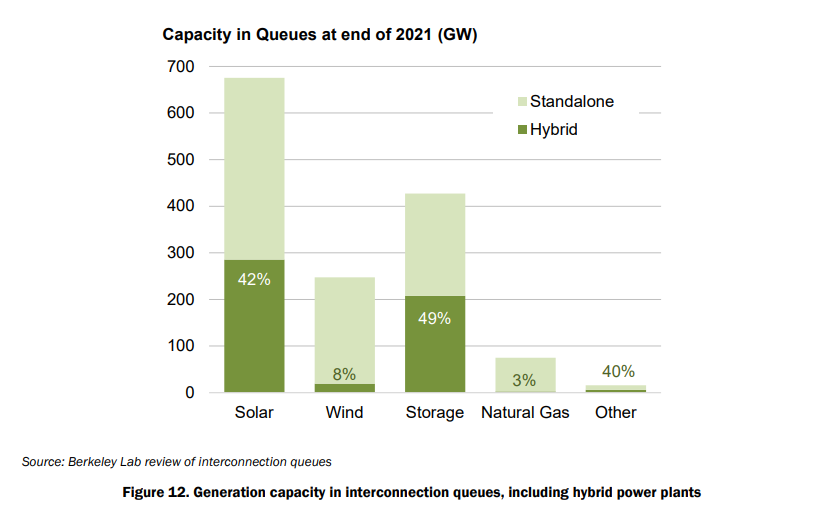 Capacity in Queues at end of 2021 (GW)
700
600
500
400
300
200
100
0
Standalone
Hybrid
42%
8%
49%
3%
40%
Solar
Wind
Storage
Natural Gas
Other
Source: Berkeley Lab review of interconnection queues
Figure 12. Generation capacity in interconnection queues, including hybrid power plants